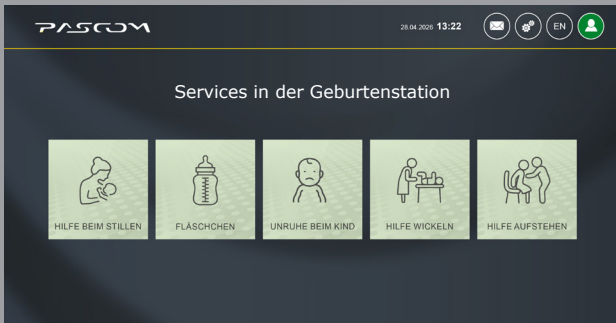 PASCOM
28.04.2026 13:22
EN
Services in der Geburtenstation
HILFE BEIM STILLEN
FLÄSCHCHEN
UNRUHE BEIM KIND
HILFE WICKELN
HILFE AUFSTEHEN